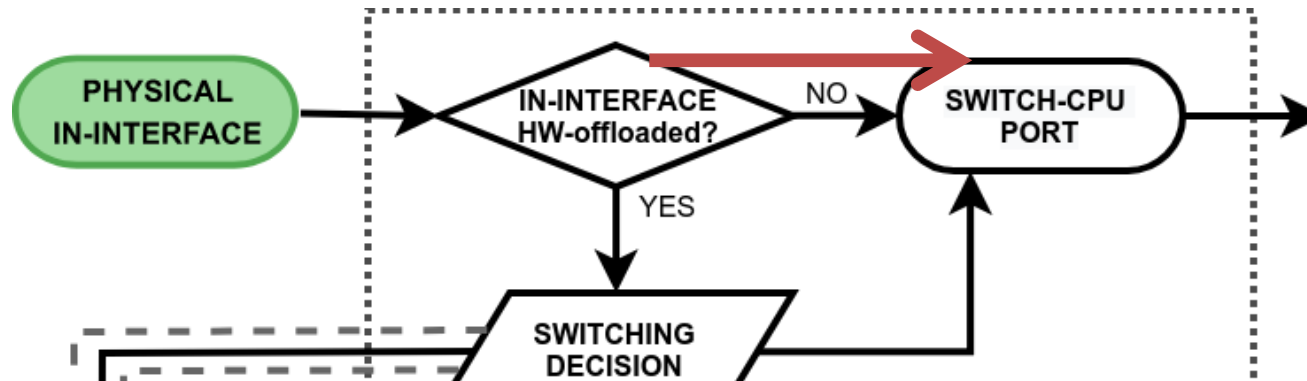 PHYSICAL
IN-INTERFACE
IN-INTERFACE
HW-offloaded?
NO
SWITCH-CPU
PORT
YES
SWITCHING
DECISION